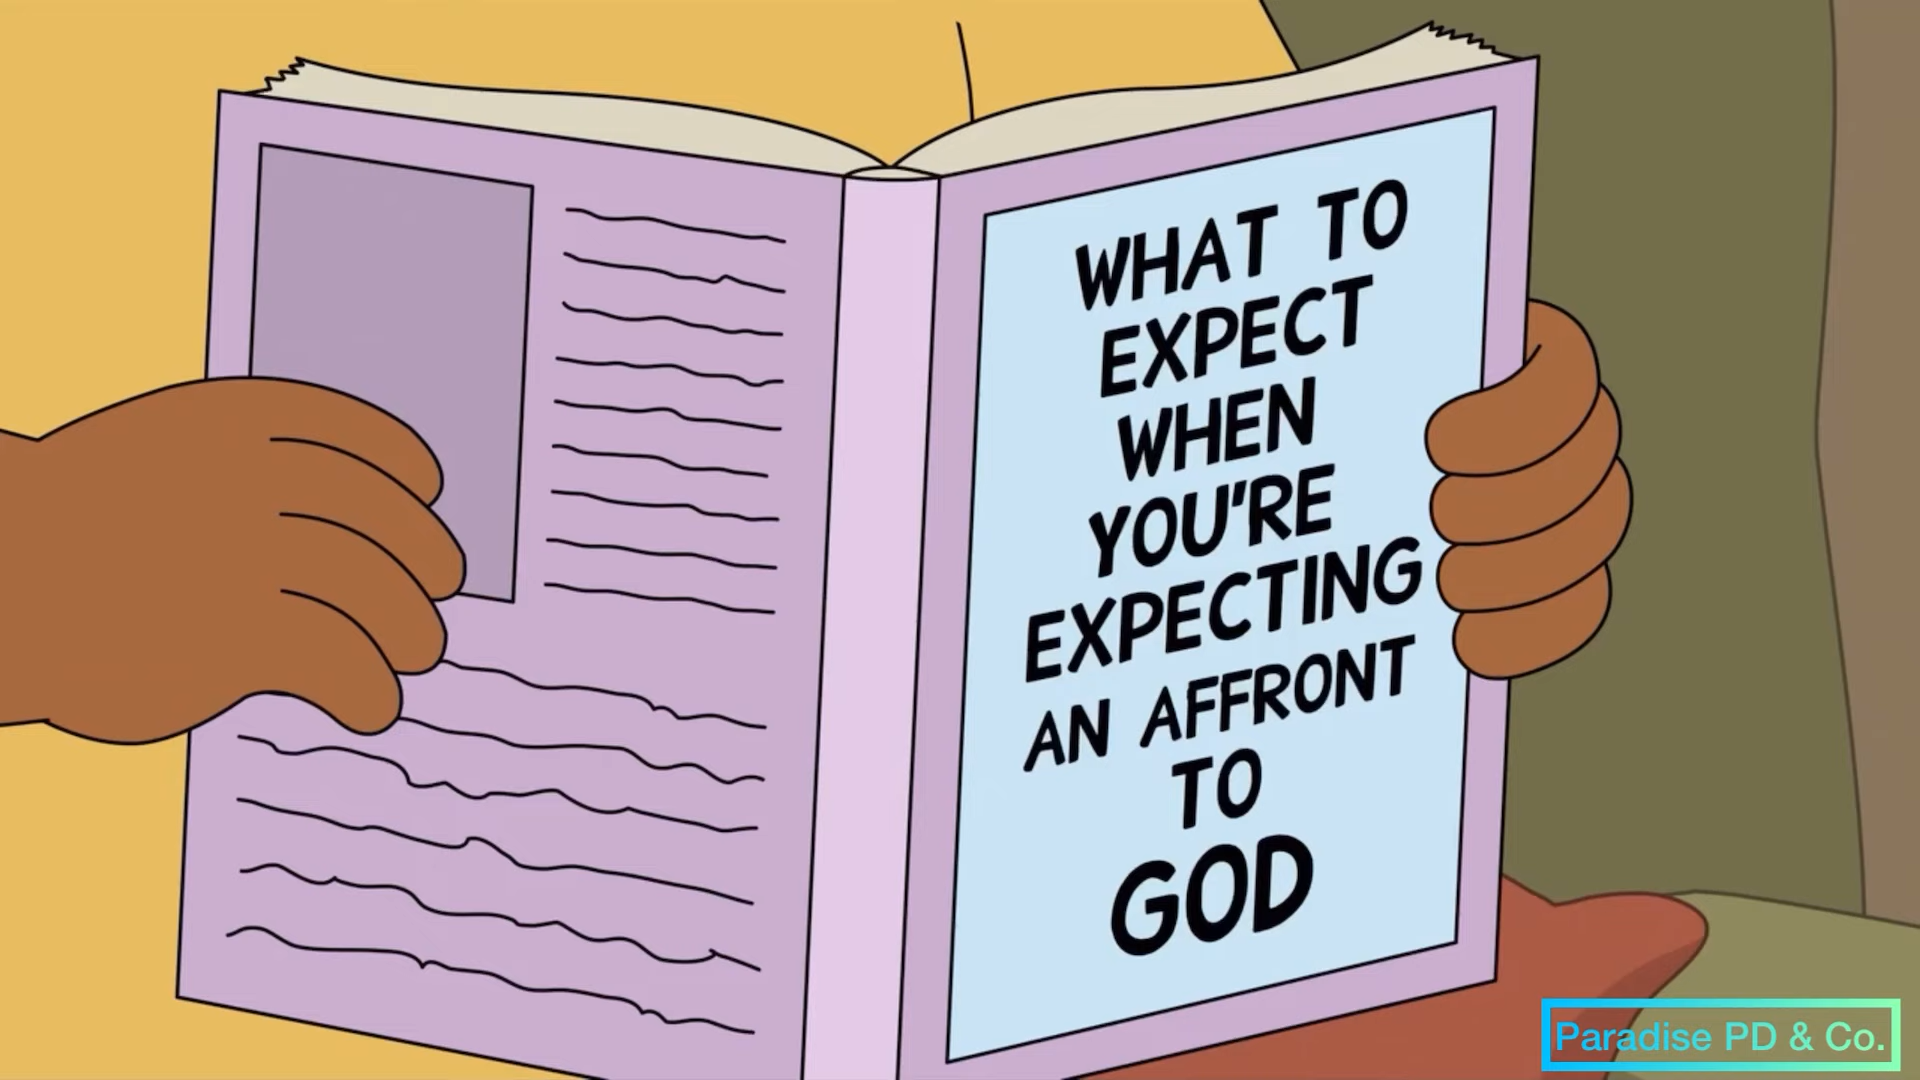 WHAT TO
EXPECT
WHEN
YOU'RE
EXPECTING
AN AFFRONT
TO
GOD
Paradise PD & Co.